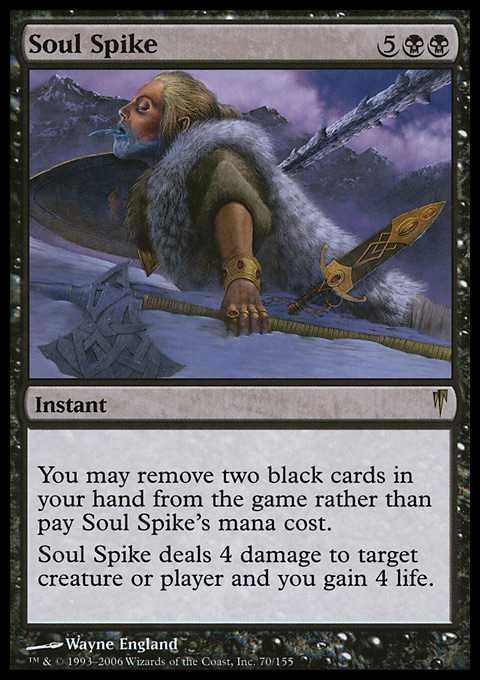 Soul Spike 5
Instant
You may remove two black cards in
your hand from the game rather than
pay Soul Spike's mana cost.
Soul Spike deals 4 damage to target
creature or player and you gain 4 life.
Wayne England
™ & © 1993–2006 Wizards of the Coast, Inc. 70/155